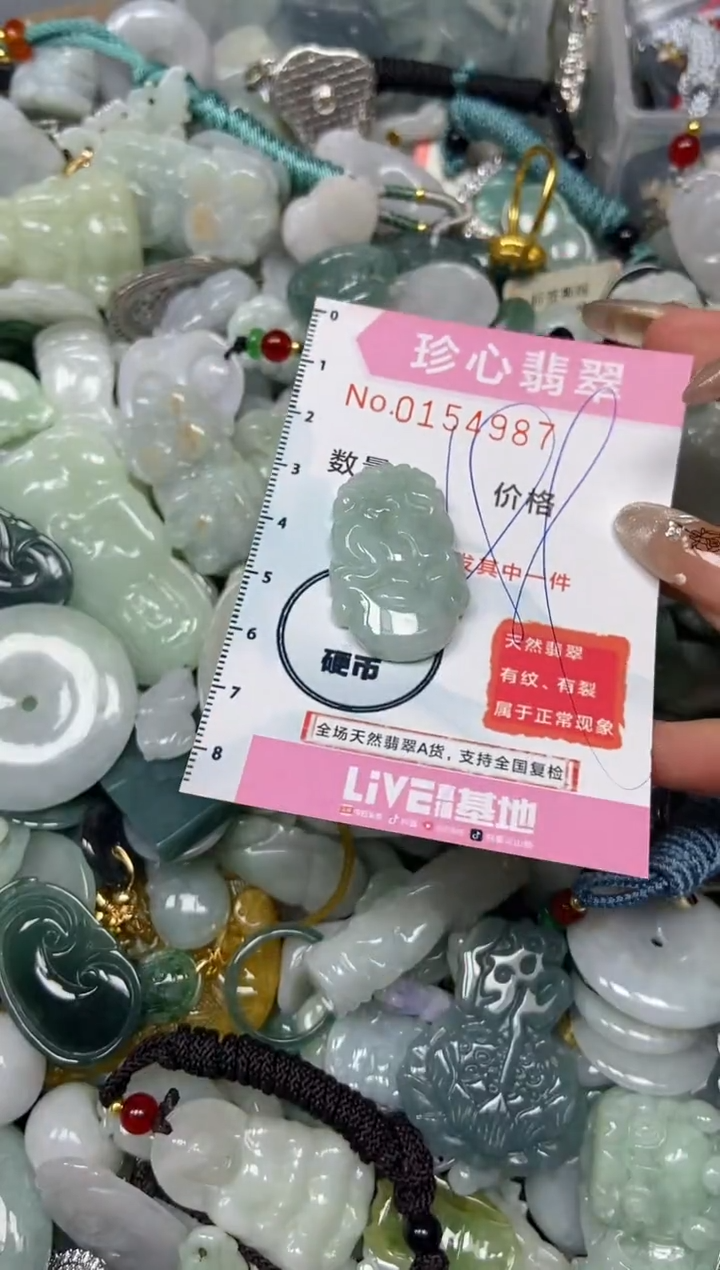 0
珍心翡翠
1
No.0154987
2
数量
价格
3
4
发其中一件
5
天然翡翠
6
硬币
有纹、有裂
7
属于正常现象
全场天然翡翠A货，支持全国复检
8
LiVE直播基地